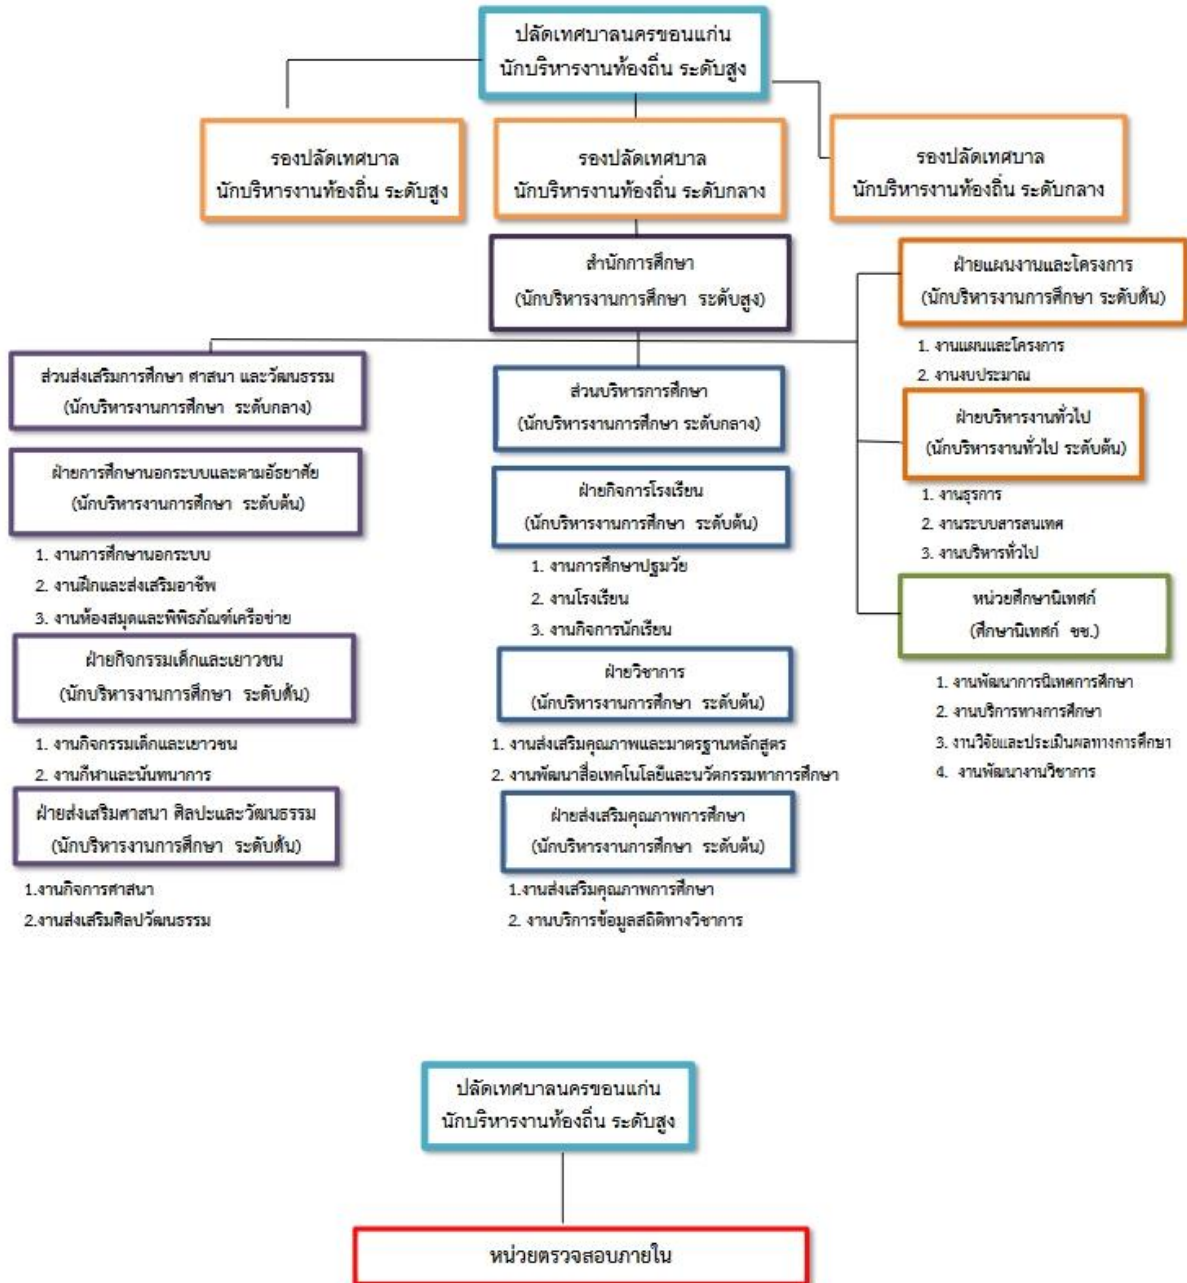 ปลัดเทศบาลนครขอนแก่น
นักบริหารงานท้องถิ่น ระดับสูง
รองปลัดเทศบาล
นักบริหารงานท้องถิ่น ระดับสูง
รองปลัดเทศบาล
นักบริหารงานท้องถิ่น ระดับกลาง
รองปลัดเทศบาล
นักบริหารงานท้องถิ่น ระดับกลาง
สำนักการศึกษา
(นักบริหารงานการศึกษา ระดับสูง)
ส่วนส่งเสริมการศึกษา ศาสนา และวัฒนธรรม
(นักบริหารงานการศึกษา ระดับกลาง)
ฝ่ายการศึกษานอกระบบและตามอัธยาศัย
(นักบริหารงานการศึกษา ระดับต้น)
1. งานการศึกษานอกระบบ
2. งานฝึกและส่งเสริมอาชีพ
3. งานห้องสมุดและพิพิธภัณฑ์เครือข่าย
ฝ่ายกิจกรรมเด็กและเยาวชน
(นักบริหารงานการศึกษา ระดับต้น)
1. งานกิจกรรมเด็กและเยาวชน
2. งานกีฬาและนันทนาการ
ฝ่ายส่งเสริมศาสนา ศิลปะและวัฒนธรรม
(นักบริหารงานการศึกษา ระดับต้น)
1.งานกิจการศาสนา
2.งานส่งเสริมศิลปวัฒนธรรม
ส่วนบริหารการศึกษา
(นักบริหารงานการศึกษา ระดับกลาง)
ฝ่ายกิจการโรงเรียน
(นักบริหารงานการศึกษา ระดับต้น)
1. งานการศึกษาปฐมวัย
2. งานโรงเรียน
3. งานกิจการนักเรียน
ฝ่ายวิชาการ
(นักบริหารงานการศึกษา ระดับต้น)
1. งานส่งเสริมคุณภาพและมาตรฐานหลักสูตร
2. งานพัฒนาสื่อเทคโนโลยีและนวัตกรรมทาการศึกษา
ฝ่ายส่งเสริมคุณภาพการศึกษา
(นักบริหารงานการศึกษา ระดับต้น)
1.งานส่งเสริมคุณภาพการศึกษา
2. งานบริการข้อมูลสถิติทางวิชาการ
ฝ่ายแผนงานและโครงการ
(นักบริหารงานการศึกษา ระดับต้น)
1. งานแผนและโครงการ
2. งานงบประมาณ
ฝ่ายบริหารงานทั่วไป
(นักบริหารงานทั่วไป ระดับต้น)
1. งานธุรการ
2. งานระบบสารสนเทศ
3. งานบริหารทั่วไป
หน่วยศึกษานิเทศก์
(ศึกษานิเทศก์ ชช.)
1. งานพัฒนาการนิเทศการศึกษา
2. งานบริการทางการศึกษา
3. งานวิจัยและประเมินผลทางการศึกษา
4. งานพัฒนางานวิชาการ
ปลัดเทศบาลนครขอนแก่น
นักบริหารงานท้องถิ่น ระดับสูง
หน่วยตรวจสอบภายใน